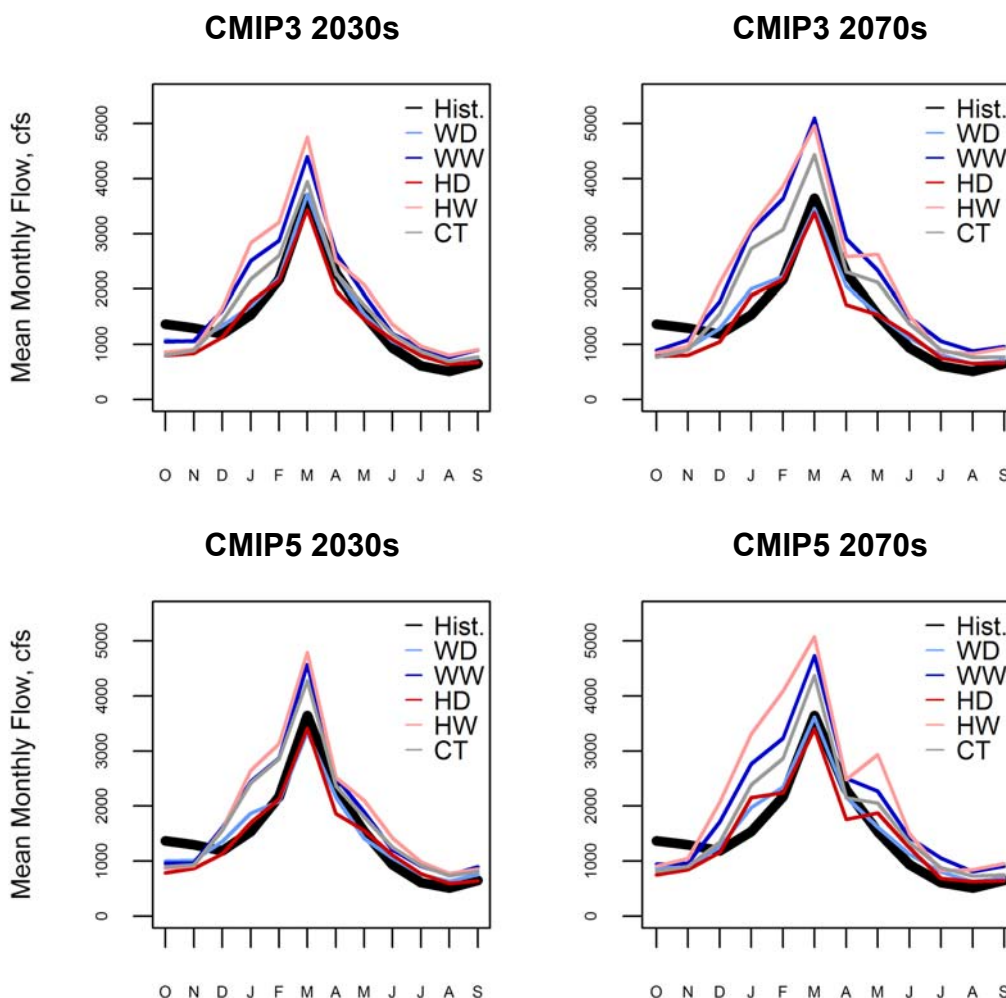 CMIP3 2030s
Mean Monthly Flow, cfs
5000
4000
3000
2000
1000
0
Hist.
WD
WW
HD
HW
CT
O N D J F M A M J J A S
CMIP3 2070s
5000
4000
3000
2000
1000
0
Hist.
WD
WW
HD
HW
CT
O N D J F M A M J J A S
CMIP5 2030s
Mean Monthly Flow, cfs
5000
4000
3000
2000
1000
0
Hist.
WD
WW
HD
HW
CT
O N D J F M A M J J A S
CMIP5 2070s
5000
4000
3000
2000
1000
0
Hist.
WD
WW
HD
HW
CT
O N D J F M A M J J A S